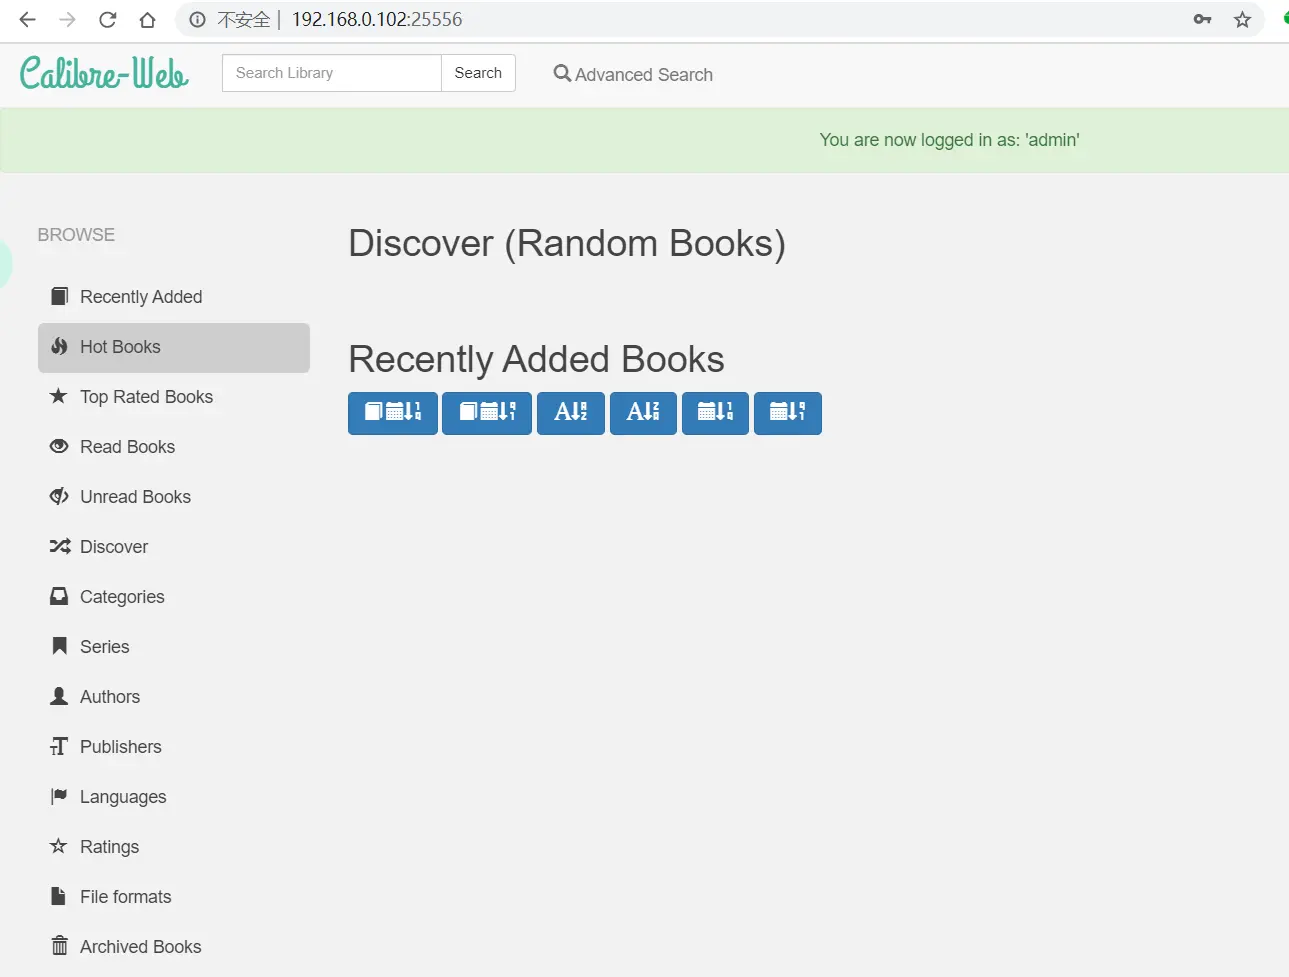 不安全 | 192.168.0.102:25556
Calibre-Web
Search Library
Search
Advanced Search
You are now logged in as: 'admin'
BROWSE
Recently Added
Hot Books
Top Rated Books
Read Books
Unread Books
Discover
Categories
Series
Authors
Publishers
Languages
Ratings
File formats
Archived Books
Discover (Random Books)
Recently Added Books